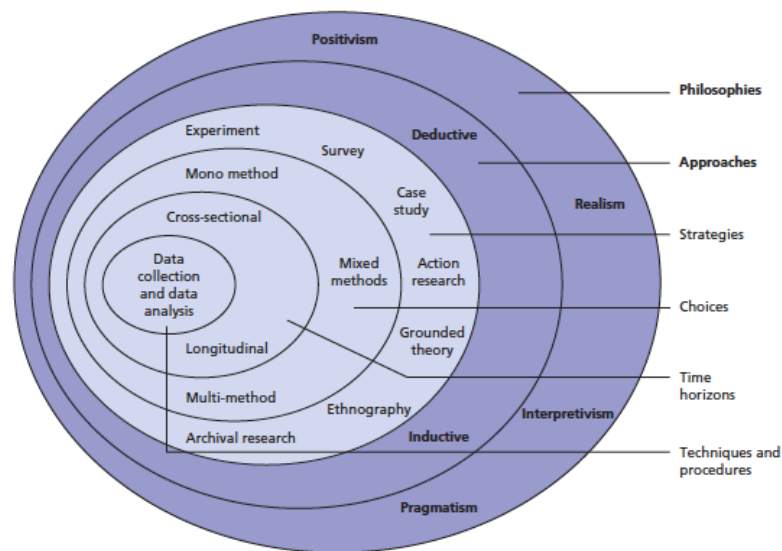 Positivism
Philosophies
Experiment
Deductive
Survey
Approaches
Mono method
Case
study
Realism
Cross-sectional
Strategies
Data
collection
and data
analysis
Mixed
methods
Action
research
Choices
Grounded
theory
Longitudinal
Time
horizons
Multi-method
Ethnography
Interpretivism
Archival research
Inductive
Techniques and
procedures
Pragmatism